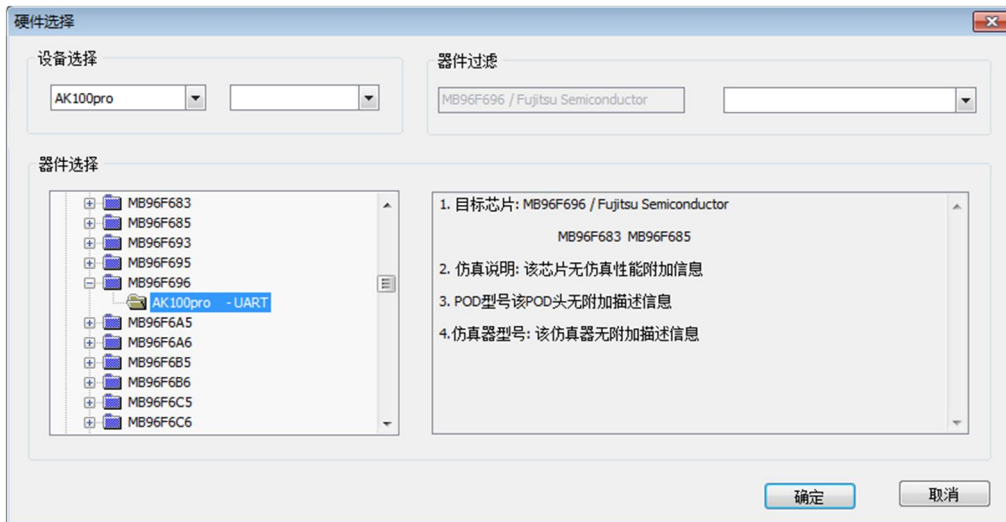 硬件选择
设备选择
AK100pro
器件过滤
MB96F696 / Fujitsu Semiconductor
器件选择
MB96F683
MB96F685
MB96F693
MB96F695
MB96F696
AK100pro - UART
MB96F6A5
MB96F6A6
MB96F6B5
MB96F6B6
MB96F6C5
MB96F6C6
1. 目标芯片: MB96F696 / Fujitsu Semiconductor
MB96F683 MB96F685
2. 仿真说明: 该芯片无仿真性能附加信息
3. POD型号该POD头无附加描述信息
4.仿真器型号: 该仿真器无附加描述信息
确定
取消